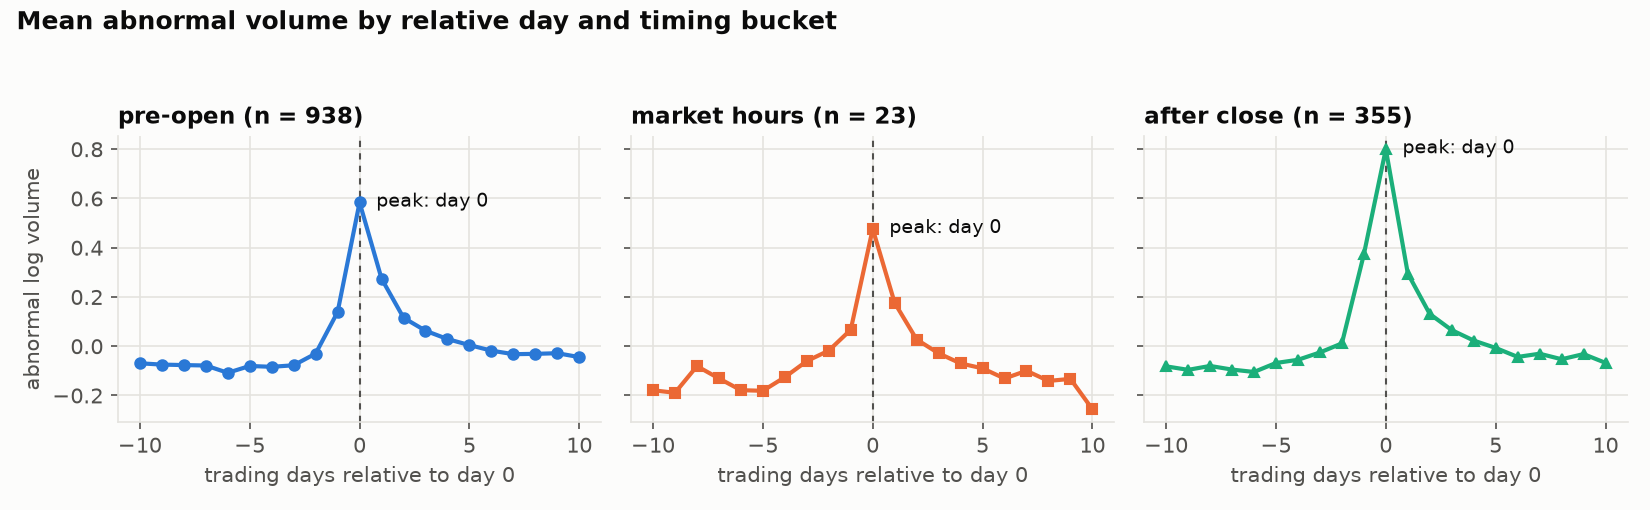 Mean abnormal volume by relative day and timing bucket
pre-open (n = 938)
market hours (n = 23)
after close (n = 355)
abnormal log volume
0.8
0.6
0.4
0.2
0.0
−0.2
peak: day 0
peak: day 0
peak: day 0
−10
−5
0
5
10
−10
−5
0
5
10
−10
−5
0
5
10
trading days relative to day 0
trading days relative to day 0
trading days relative to day 0